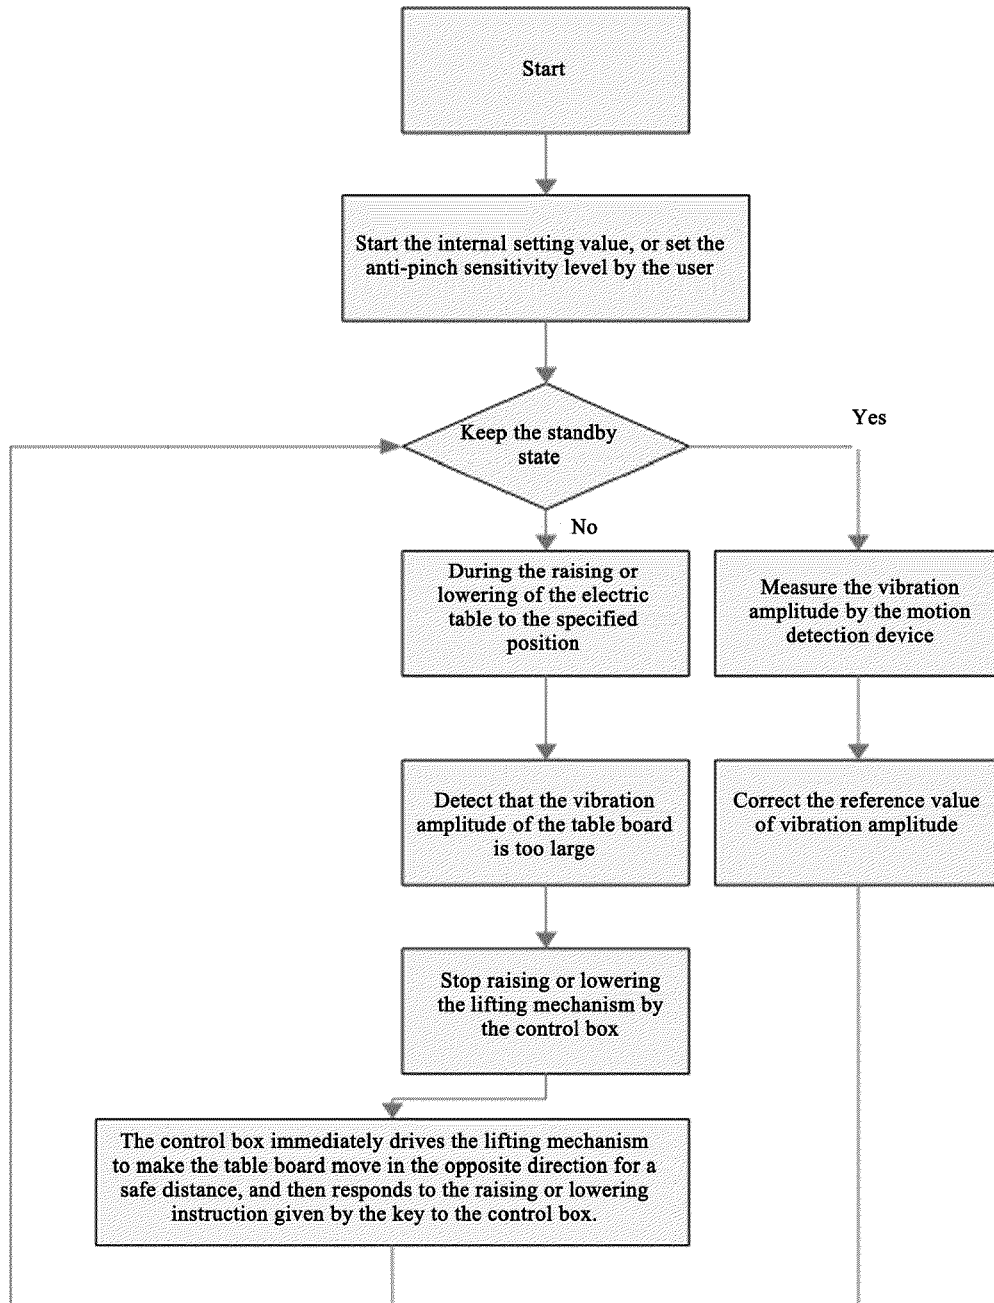 Start
Start the internal setting value, or set the
anti-pinch sensitivity level by the user
Keep the standby
state
Yes
No
During the raising or
lowering of the electric
table to the specified
position
Measure the vibration
amplitude by the motion
detection device
Detect that the vibration
amplitude of the table board
is too large
Correct the reference value
of vibration amplitude
Stop raising or lowering
the lifting mechanism by
the control box
The control box immediately drives the lifting mechanism
to make the table board move in the opposite direction for a
safe distance, and then responds to the raising or lowering
instruction given by the key to the control box.